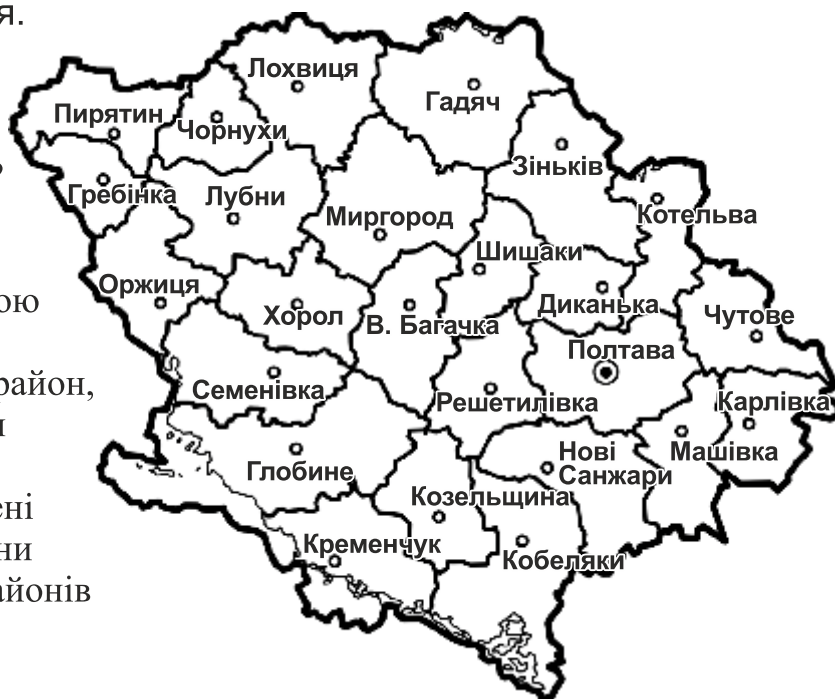 я.
Лохвиця
Гадяч
Пирятин
Чорнухи
Зіньків
Гребінка
Лубни
Миргород
Котельва
Шишаки
Оржиця
Хорол
В. Багачка
Диканька
Чутове
ою
Полтава
район,
Семенівка
Решетилівка
Карлівка
Глобине
Нові
Санжари
Машівка
ені
Козельщина
ни
Кременчук
Кобеляки
айонів